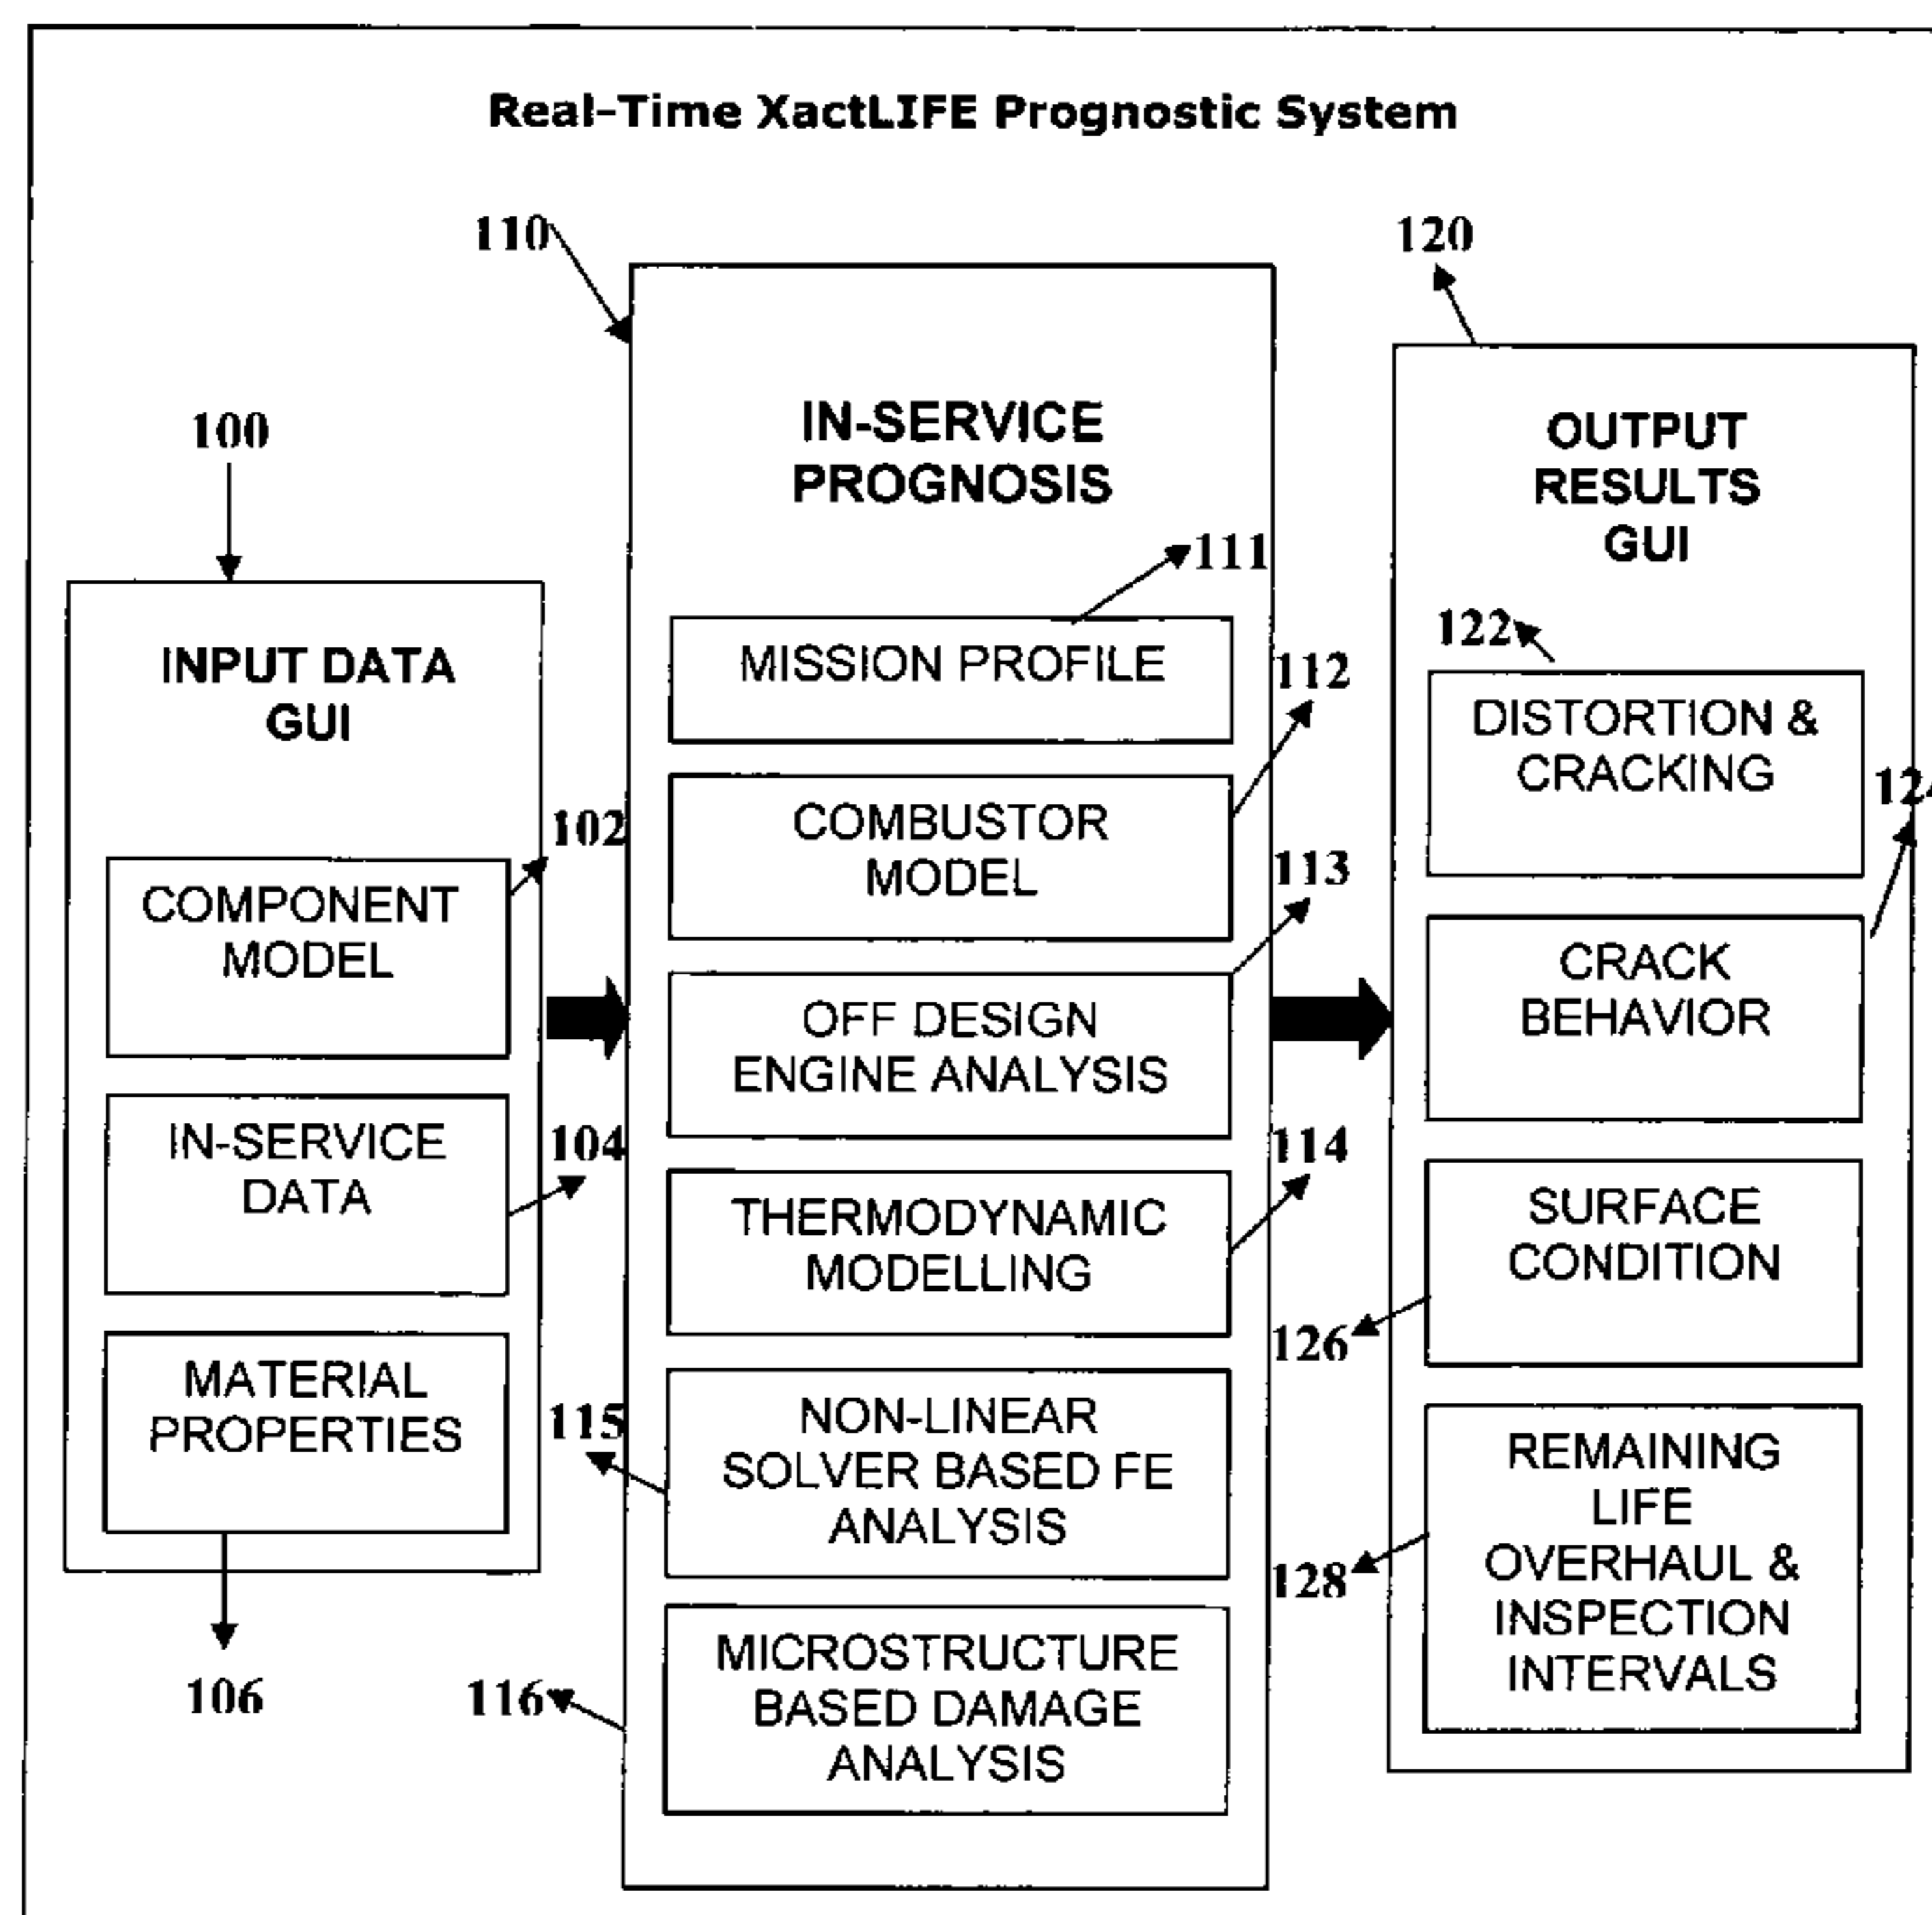 Real-Time XactLIFE Prognostic System
100
INPUT DATA
GUI
102
COMPONENT
MODEL
104
IN-SERVICE
DATA
MATERIAL
PROPERTIES
106
110
IN-SERVICE
PROGNOSIS
111
MISSION PROFILE
112
COMBUSTOR
MODEL
113
OFF DESIGN
ENGINE ANALYSIS
114
THERMODYNAMIC
MODELLING
115
NON-LINEAR
SOLVER BASED FE
ANALYSIS
116
MICROSTRUCTURE
BASED DAMAGE
ANALYSIS
120
OUTPUT
RESULTS
GUI
122
DISTORTION &
CRACKING
124
CRACK
BEHAVIOR
SURFACE
CONDITION
126
REMAINING
LIFE
OVERHAUL &
INSPECTION
INTERVALS
128